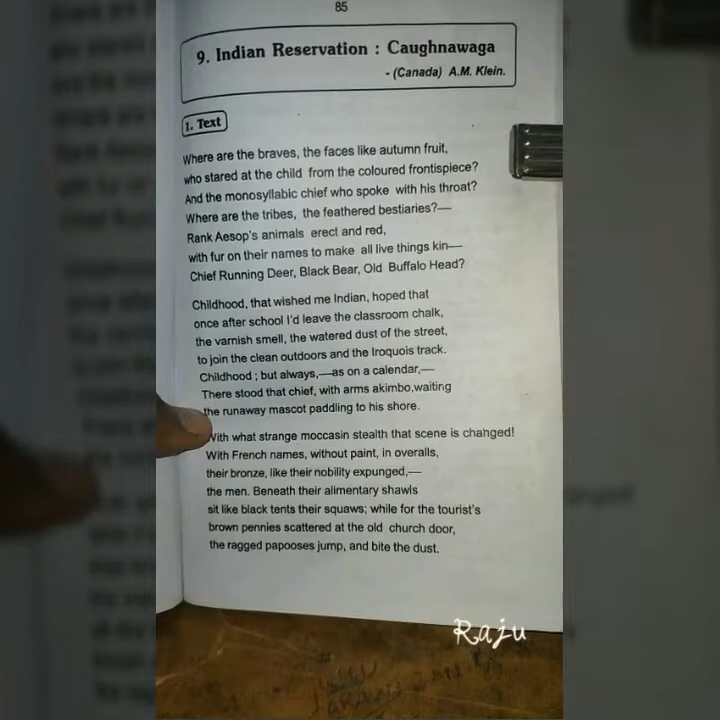 85
9. Indian Reservation : Caughnawaga
- (Canada) A.M. Klein.
1. Text
Where are the braves, the faces like autumn fruit,
who stared at the child from the coloured frontispiece?
And the monosyllabic chief who spoke with his throat?
Where are the tribes, the feathered bestiaries?—
Rank Aesop's animals erect and red,
with fur on their names to make all live things kin—
Chief Running Deer, Black Bear, Old Buffalo Head?
Childhood, that wished me Indian, hoped that
once after school I'd leave the classroom chalk,
the varnish smell, the watered dust of the street,
to join the clean outdoors and the Iroquois track.
Childhood ; but always,—as on a calendar,—
There stood that chief, with arms akimbo,waiting
the runaway mascot paddling to his shore.
With what strange moccasin stealth that scene is changed!
With French names, without paint, in overalls,
their bronze, like their nobility expunged,—
the men. Beneath their alimentary shawls
sit like black tents their squaws; while for the tourist's
brown pennies scattered at the old church door,
the ragged papooses jump, and bite the dust.
Raju